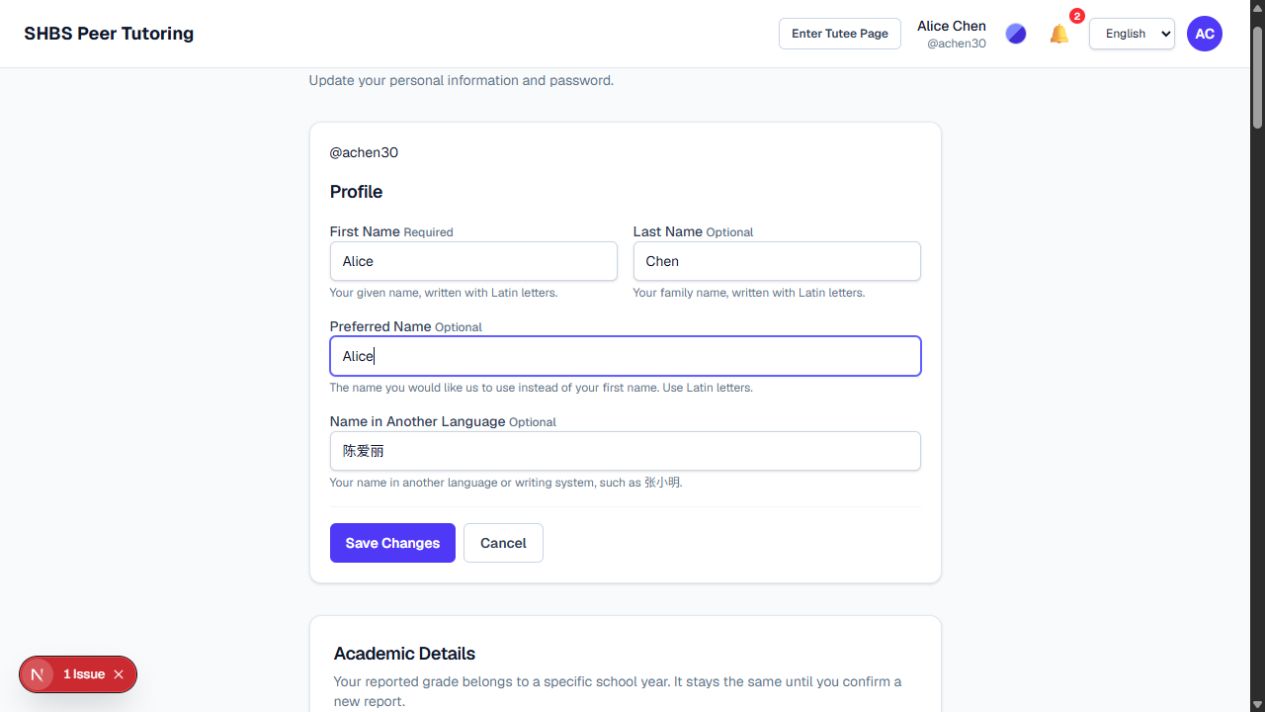 SHBS Peer Tutoring
Enter Tutee Page
Alice Chen
@achen30
2
English
AC
Update your personal information and password.
@achen30
Profile
First Name Required
Last Name Optional
Alice
Chen
Your given name, written with Latin letters.
Your family name, written with Latin letters.
Preferred Name Optional
Alice
The name you would like us to use instead of your first name. Use Latin letters.
Name in Another Language Optional
陈爱丽
Your name in another language or writing system, such as 张小明.
Save Changes
Cancel
Academic Details
Your reported grade belongs to a specific school year. It stays the same until you confirm a
new report.
N
1 Issue